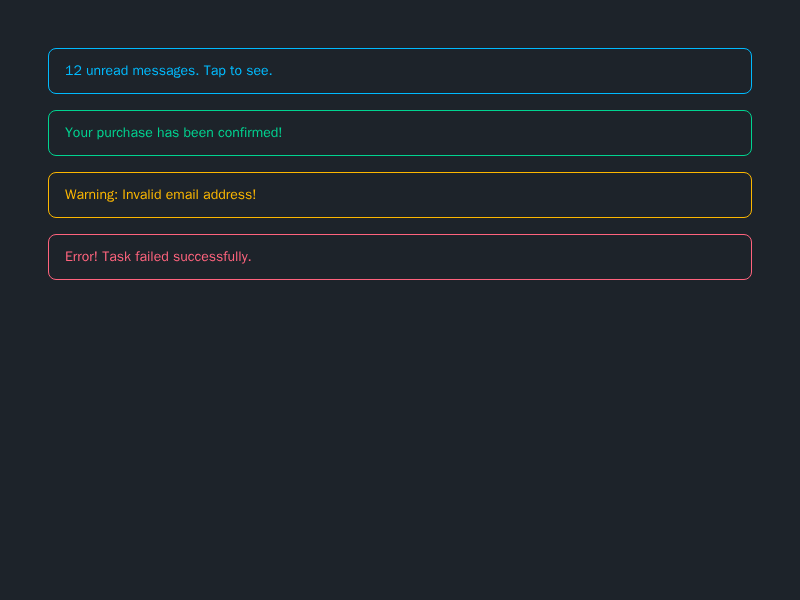 12 unread messages. Tap to see.
Your purchase has been confirmed!
Warning: Invalid email address!
Error! Task failed successfully.